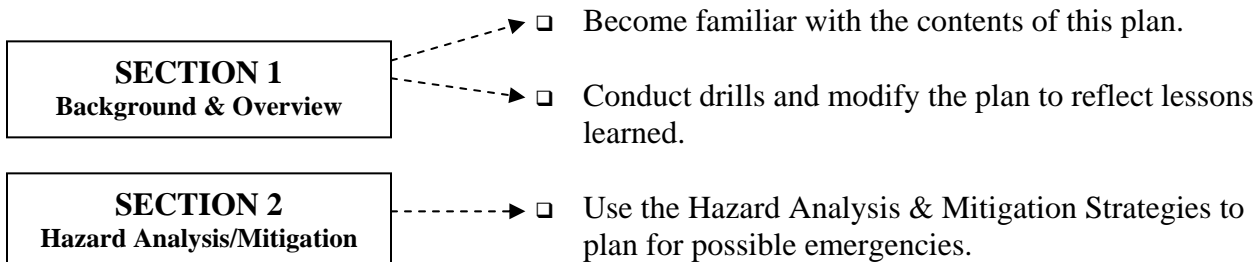 ❑ Become familiar with the contents of this plan.
SECTION 1
Background & Overview
❑ Conduct drills and modify the plan to reflect lessons
learned.
SECTION 2
Hazard Analysis/Mitigation
❑ Use the Hazard Analysis & Mitigation Strategies to
plan for possible emergencies.